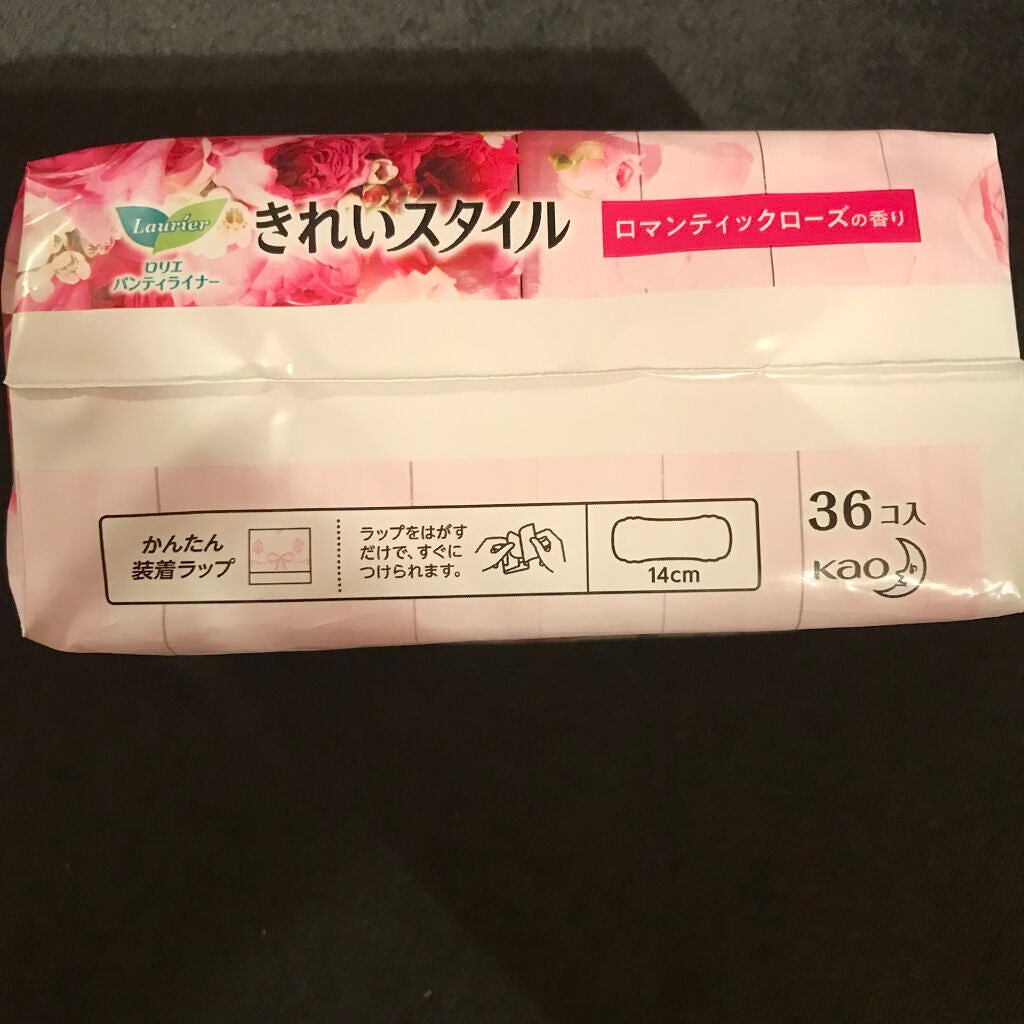 Laurier
ロリエ
パンティライナー
きれいスタイル
ロマンティックローズの香り
かんたん
装着ラップ
ラップをはがす
だけで、すぐに
つけられます。
14cm
36コ入
Kao